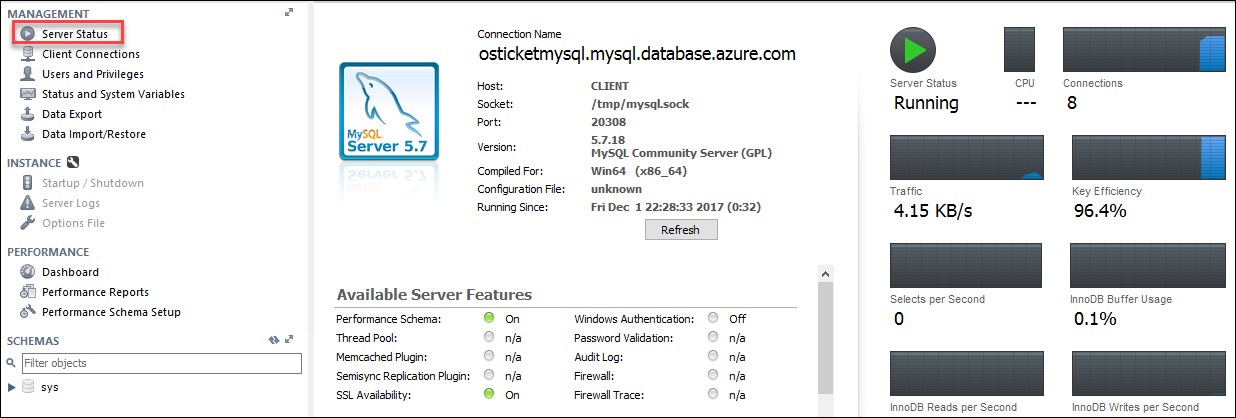 MANAGEMENT
Server Status
Client Connections
Users and Privileges
Status and System Variables
Data Export
Data Import/Restore
INSTANCE
Startup / Shutdown
Server Logs
Options File
PERFORMANCE
Dashboard
Performance Reports
Performance Schema Setup
SCHEMAS
Filter objects
sys
MySQL
Server 5.7
Connection Name
osticketmysql.mysql.database.azure.com
Host: CLIENT
Socket: /tmp/mysql.sock
Port: 20308
Version: 5.7.18
MySQL Community Server (GPL)
Compiled For: Win64 (x86_64)
Configuration File: unknown
Running Since: Fri Dec 1 22:28:33 2017 (0:32)
Refresh
Available Server Features
Performance Schema: On Windows Authentication: Off
Thread Pool: n/a Password Validation: n/a
Memcached Plugin: n/a Audit Log: n/a
Semisync Replication Plugin: n/a Firewall: n/a
SSL Availability: On Firewall Trace: n/a
Server Status CPU Connections
Running --- 8
Traffic Key Efficiency
4.15 KB/s 96.4%
Selects per Second InnoDB Buffer Usage
0 0.1%
InnoDB Reads per Second InnoDB Writes per Second